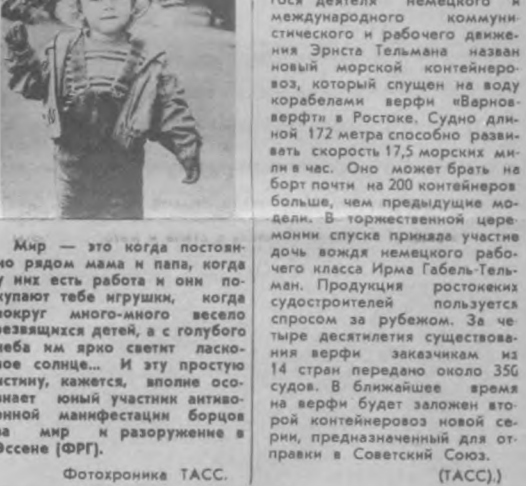 Мир — это когда постоян-
но рядом мама и папа, когда
у них есть работа и они по-
купают тебе игрушки, когда
вокруг много-много весело
резвящихся детей, а с голубого
неба им ярко светит ласко-
вое солнце... И эту простую
истину, кажется, вполне осо-
знает юный участник антиво-
енной манифестации борцов
за мир и разоружение в
Эссене (ФРГ).
Фотохроника ТАСС.
гося деятеля немецкого и
международного коммуни-
стического и рабочего движе-
ния Эрнста Тельмана назван
новый морской контейнеро-
воз, который спущен на воду
корабелами верфи «Варнов-
верфт» в Ростоке. Судно дли-
ной 172 метра способно разви-
вать скорость 17,5 морских ми-
ли в час. Оно может брать на
борт почти на 200 контейнеров
больше, чем предыдущие мо-
дели. В торжественной цере-
монии спуска приняла участие
дочь вождя немецкого рабо-
чего класса Ирма Габель-Тель-
ман. Продукция ростокских
судостроителей пользуется
спросом за рубежом. За че-
тыре десятилетия существова-
ния верфи заказчикам из
14 стран передано около 350
судов. В ближайшее время
на верфи будет заложен вто-
рой контейнеровоз новой се-
рии, предназначенный для от-
правки в Советский Союз.
(ТАСС).)